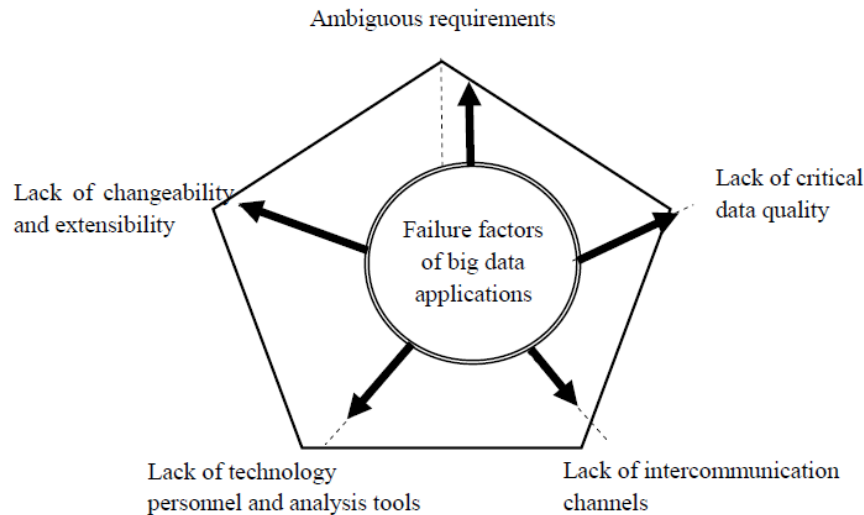 Ambiguous requirements
Lack of changeability
and extensibility
Failure factors
of big data
applications
Lack of critical
data quality
Lack of technology
personnel and analysis tools
Lack of intercommunication
channels